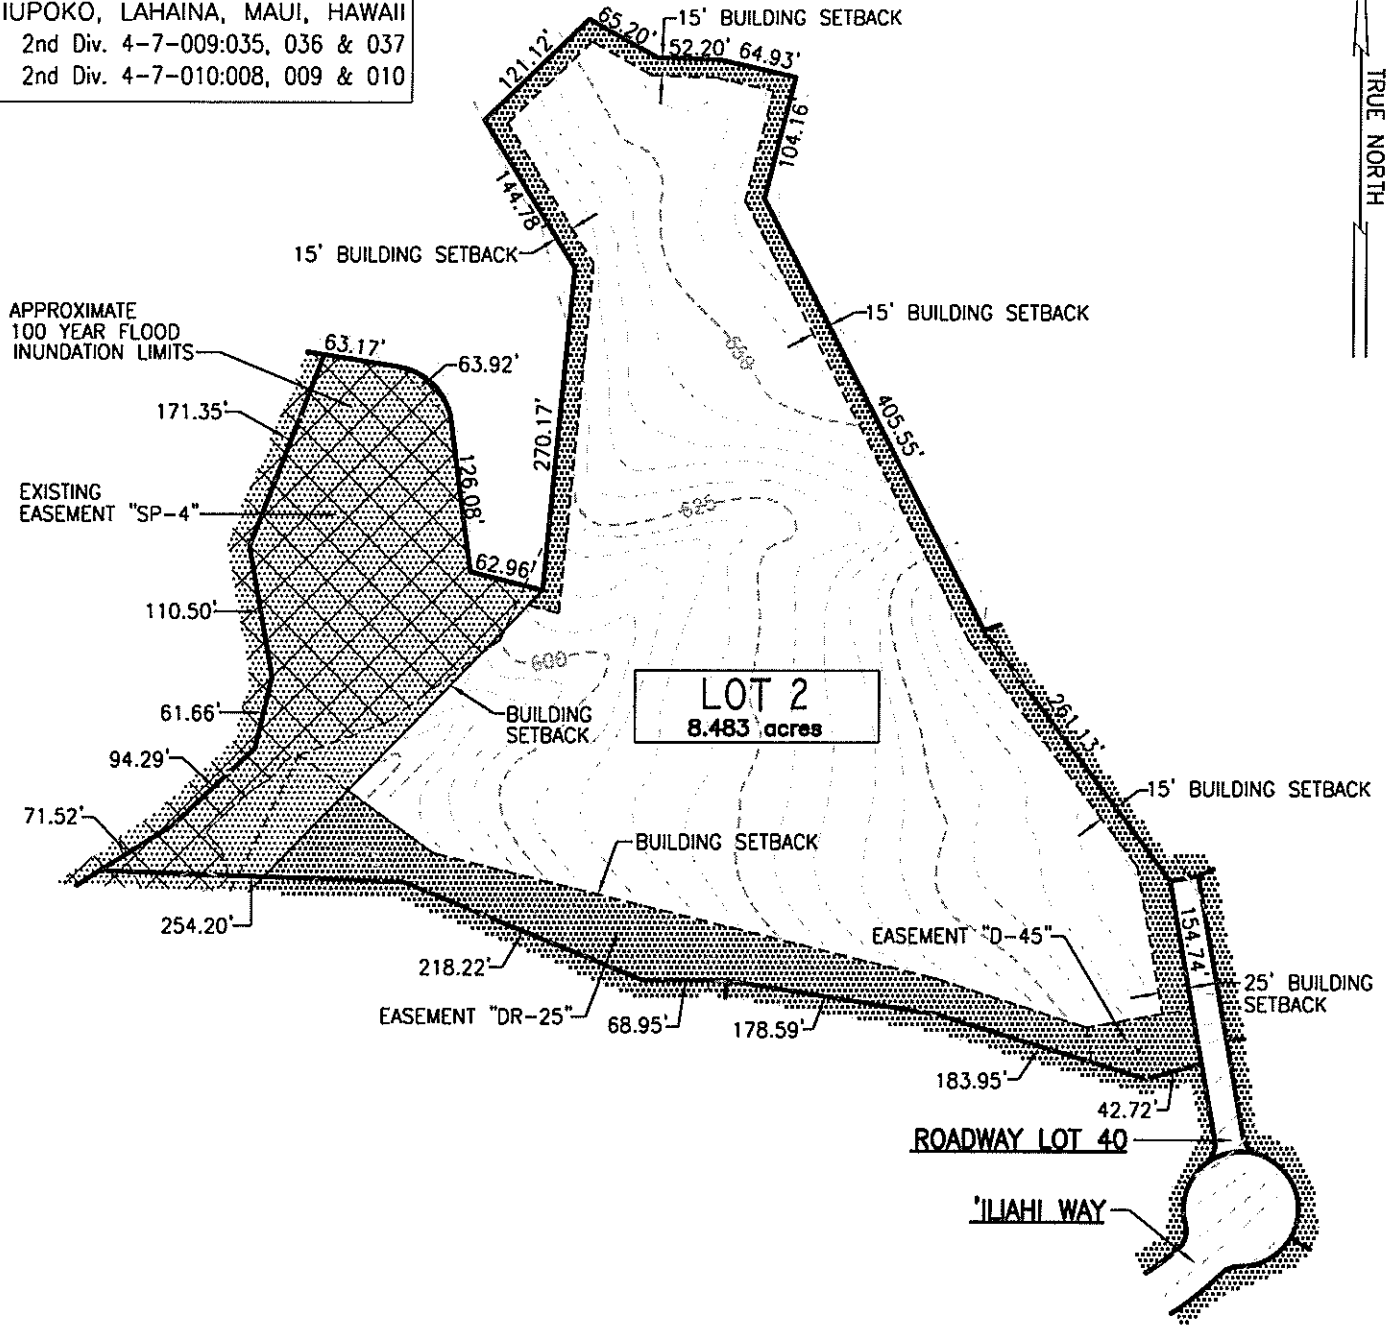 IUPOKO, LAHAINA, MAUI, HAWAII
2nd Div. 4-7-009:035, 036 & 037
2nd Div. 4-7-010:008, 009 & 010
TRUE NORTH
65.20'
15' BUILDING SETBACK
52.20'
64.93'
121.12'
104.16'
144.78'
15' BUILDING SETBACK
15' BUILDING SETBACK
APPROXIMATE
100 YEAR FLOOD
INUNDATION LIMITS
63.17'
63.92'
171.35'
270.17'
405.55'
126.08'
EXISTING
EASEMENT "SP-4"
625
62.96'
110.50'
600
LOT 2
8.483 acres
61.66'
BUILDING
SETBACK
261.13'
94.29'
15' BUILDING SETBACK
71.52'
BUILDING SETBACK
254.20'
EASEMENT "D-45"
154.74'
218.22'
25' BUILDING
SETBACK
EASEMENT "DR-25"
68.95'
178.59'
183.95'
42.72'
ROADWAY LOT 40
'ILIAHI WAY